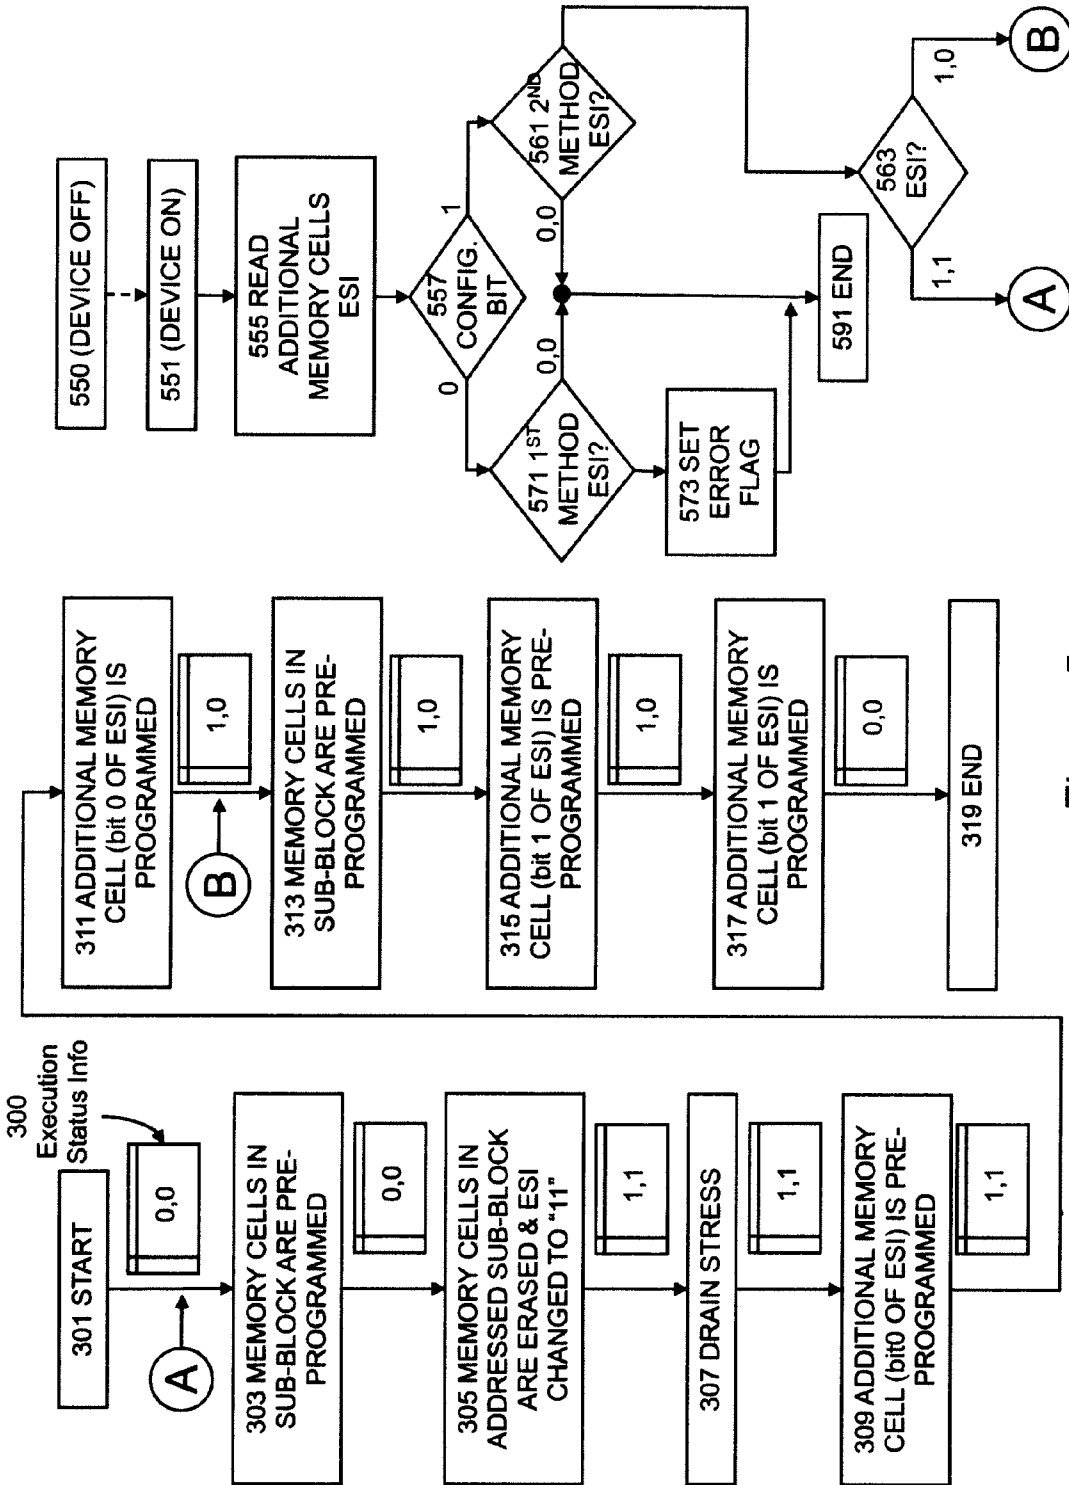 300
Execution
Status Info
301 START
0,0
A
303 MEMORY CELLS IN
SUB-BLOCK ARE PRE-
PROGRAMMED
0,0
305 MEMORY CELLS IN
ADDRESSED SUB-BLOCK
ARE ERASED & ESI
CHANGED TO "11"
1,1
307 DRAIN STRESS
1,1
309 ADDITIONAL MEMORY
CELL (bit0 OF ESI) IS PRE-
PROGRAMMED
1,1
311 ADDITIONAL MEMORY
CELL (bit 0 OF ESI) IS
PROGRAMMED
1,0
B
313 MEMORY CELLS IN
SUB-BLOCK ARE PRE-
PROGRAMMED
1,0
315 ADDITIONAL MEMORY
CELL (bit 1 OF ESI) IS PRE-
PROGRAMMED
1,0
317 ADDITIONAL MEMORY
CELL (bit 1 OF ESI) IS
PROGRAMMED
0,0
319 END
550 (DEVICE OFF)
551 (DEVICE ON)
555 READ
ADDITIONAL
MEMORY CELLS
ESI
557
CONFIG.
BIT
0
1
571 1ST
METHOD
ESI?
0,0
561 2ND
METHOD
ESI?
0,0
573 SET
ERROR
FLAG
591 END
563
ESI?
1,1
1,0
A
B